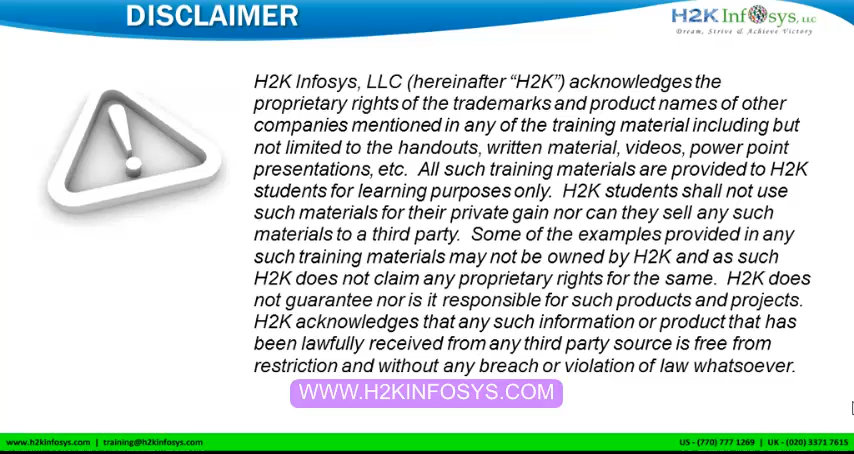 DISCLAIMER
H2K Infosys, LLC
Dream, Strive & Achieve Victory
H2K Infosys, LLC (hereinafter “H2K”) acknowledges the
proprietary rights of the trademarks and product names of other
companies mentioned in any of the training material including but
not limited to the handouts, written material, videos, power point
presentations, etc. All such training materials are provided to H2K
students for learning purposes only. H2K students shall not use
such materials for their private gain nor can they sell any such
materials to a third party. Some of the examples provided in any
such training materials may not be owned by H2K and as such
H2K does not claim any proprietary rights for the same. H2K does
not guarantee nor is it responsible for such products and projects.
H2K acknowledges that any such information or product that has
been lawfully received from any third party source is free from
restriction and without any breach or violation of law whatsoever.
WWW.H2KINFOSYS.COM
www.h2kinfosys.com | training@h2kinfosys.com
US - (770) 777 1269 | UK - (020) 3371 7615